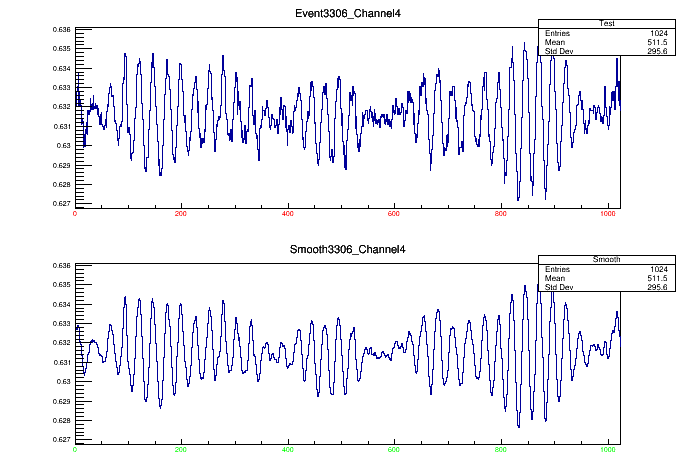 Event3306_Channel4
Test
Entries 1024
Mean 511.5
Std Dev 295.6
0.636
0.635
0.634
0.633
0.632
0.631
0.63
0.629
0.628
0.627
0 200 400 600 800 1000
Smooth3306_Channel4
Smooth
Entries 1024
Mean 511.5
Std Dev 295.6
0.636
0.635
0.634
0.633
0.632
0.631
0.63
0.629
0.628
0.627
0 200 400 600 800 1000